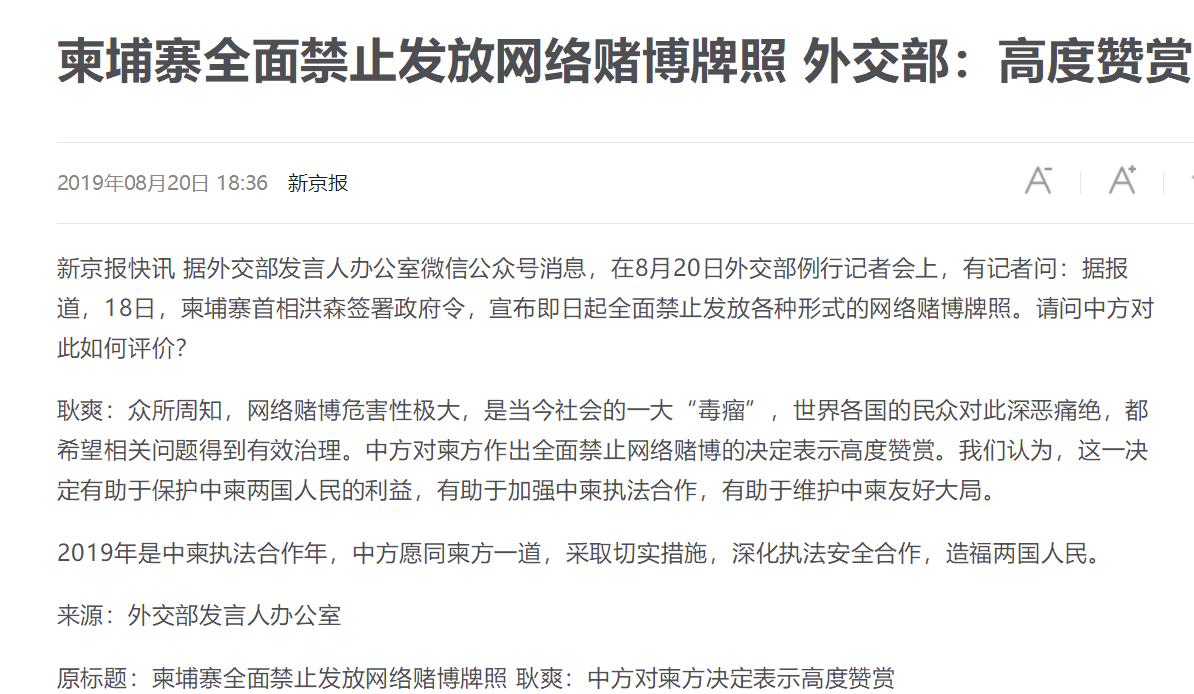 柬埔寨全面禁止发放网络赌博牌照 外交部：高度赞赏
2019年08月20日 18:36 新京报
A- A+
新京报快讯 据外交部发言人办公室微信公众号消息，在8月20日外交部例行记者会上，有记者问：据报
道，18日，柬埔寨首相洪森签署政府令，宣布即日起全面禁止发放各种形式的网络赌博牌照。请问中方对
此如何评价？
耿爽：众所周知，网络赌博危害性极大，是当今社会的一大“毒瘤”，世界各国的民众对此深恶痛绝，都
希望相关问题得到有效治理。中方对柬方作出全面禁止网络赌博的决定表示高度赞赏。我们认为，这一决
定有助于保护中柬两国人民的利益，有助于加强中柬执法合作，有助于维护中柬友好大局。
2019年是中柬执法合作年，中方愿同柬方一道，采取切实措施，深化执法安全合作，造福两国人民。
来源：外交部发言人办公室
原标题：柬埔寨全面禁止发放网络赌博牌照 耿爽：中方对柬方决定表示高度赞赏